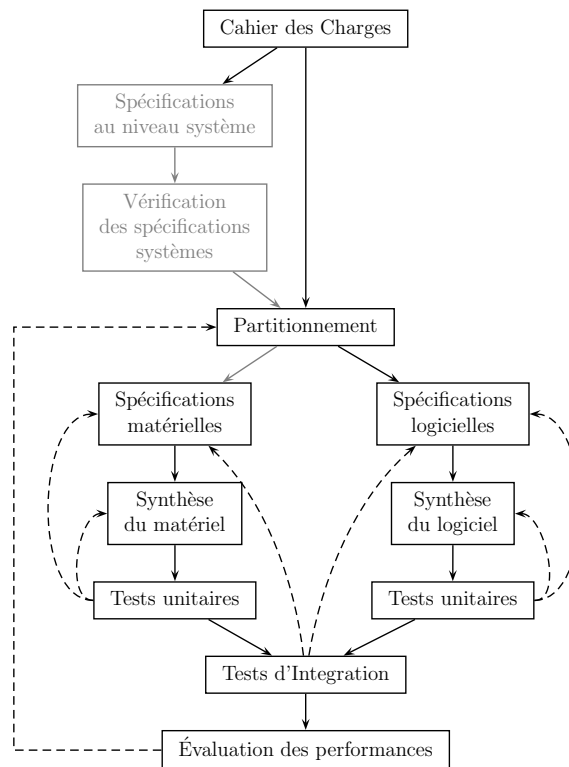 Cahier des Charges
Spécifications
au niveau système
Vérification
des spécifications
systèmes
Partitionnement
Spécifications
matérielles
Spécifications
logicielles
Synthèse
du matériel
Synthèse
du logiciel
Tests unitaires
Tests unitaires
Tests d'Integration
Évaluation des performances